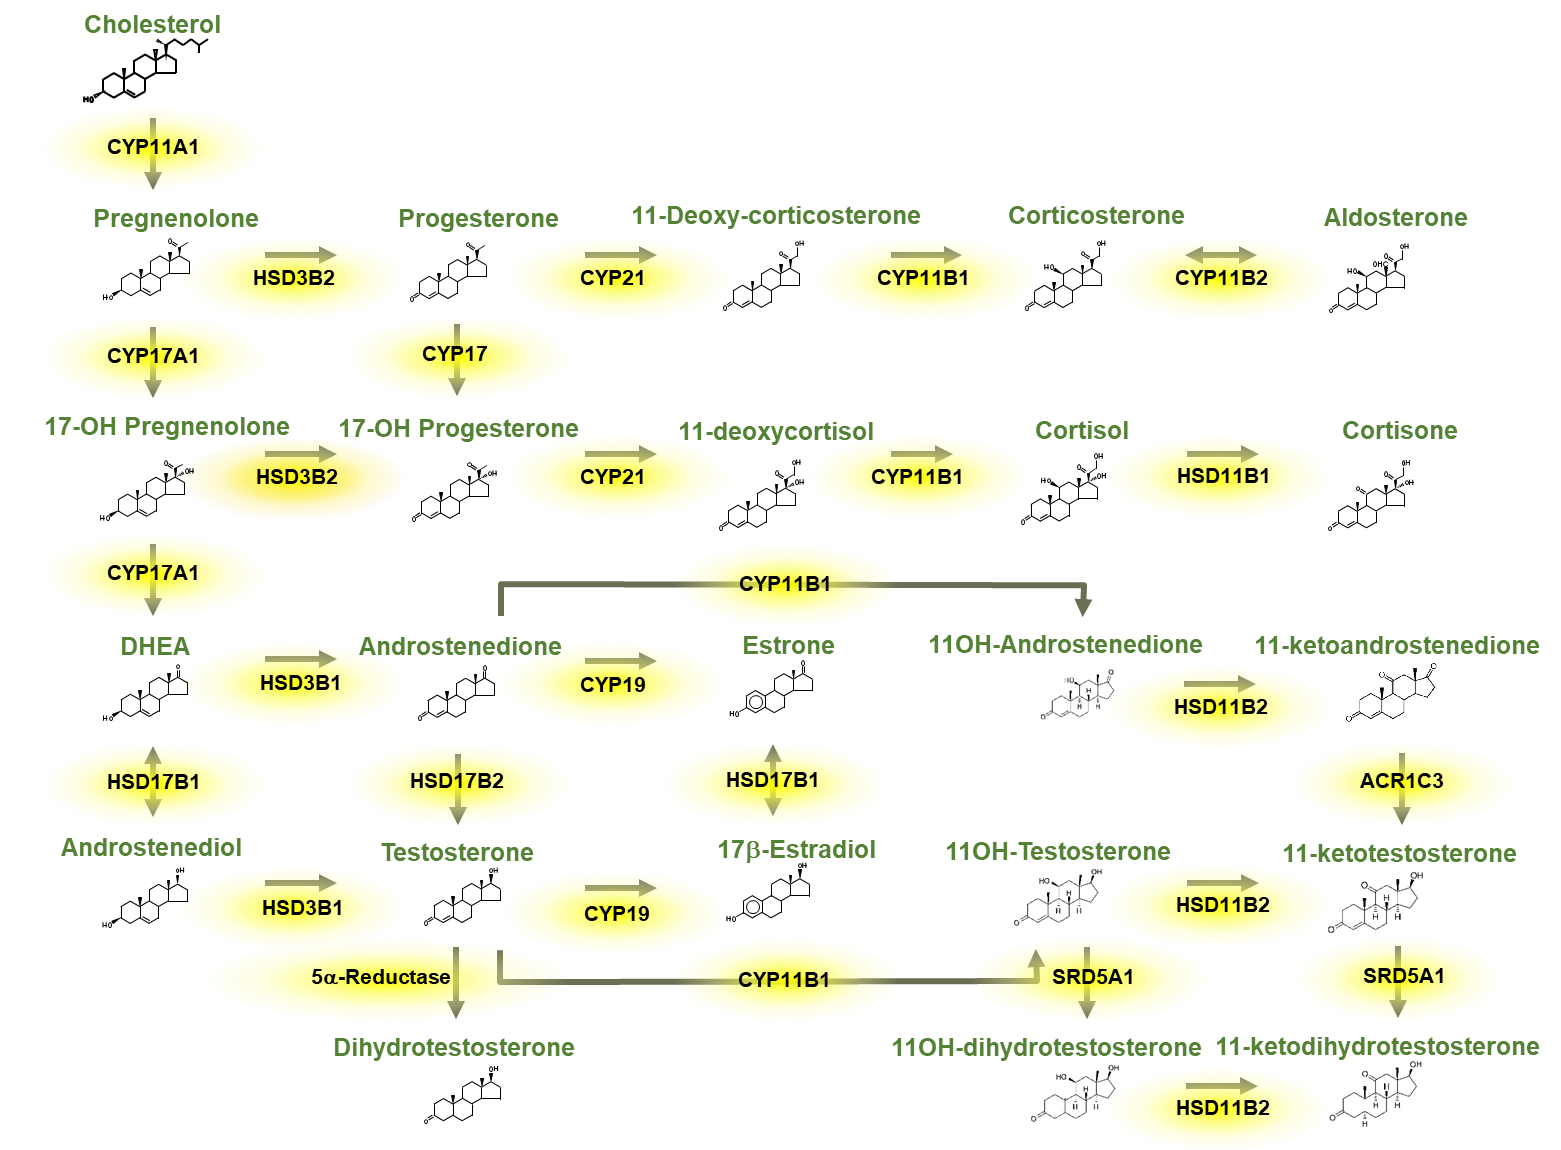 Cholesterol
CYP11A1
Pregnenolone
Progesterone
11-Deoxy-corticosterone
Corticosterone
Aldosterone
HSD3B2
CYP21
CYP11B1
CYP11B2
CYP17A1
CYP17
17-OH Pregnenolone
17-OH Progesterone
11-deoxycortisol
Cortisol
Cortisone
HSD3B2
CYP21
CYP11B1
HSD11B1
CYP17A1
CYP11B1
DHEA
Androstenedione
Estrone
11OH-Androstenedione
11-ketoandrostenedione
HSD3B1
CYP19
HSD11B2
HSD17B1
HSD17B2
HSD17B1
ACR1C3
Androstenediol
Testosterone
17β-Estradiol
11OH-Testosterone
11-ketotestosterone
HSD3B1
CYP19
HSD11B2
5α-Reductase
CYP11B1
SRD5A1
SRD5A1
Dihydrotestosterone
11OH-dihydrotestosterone
11-ketodihydrotestosterone
HSD11B2